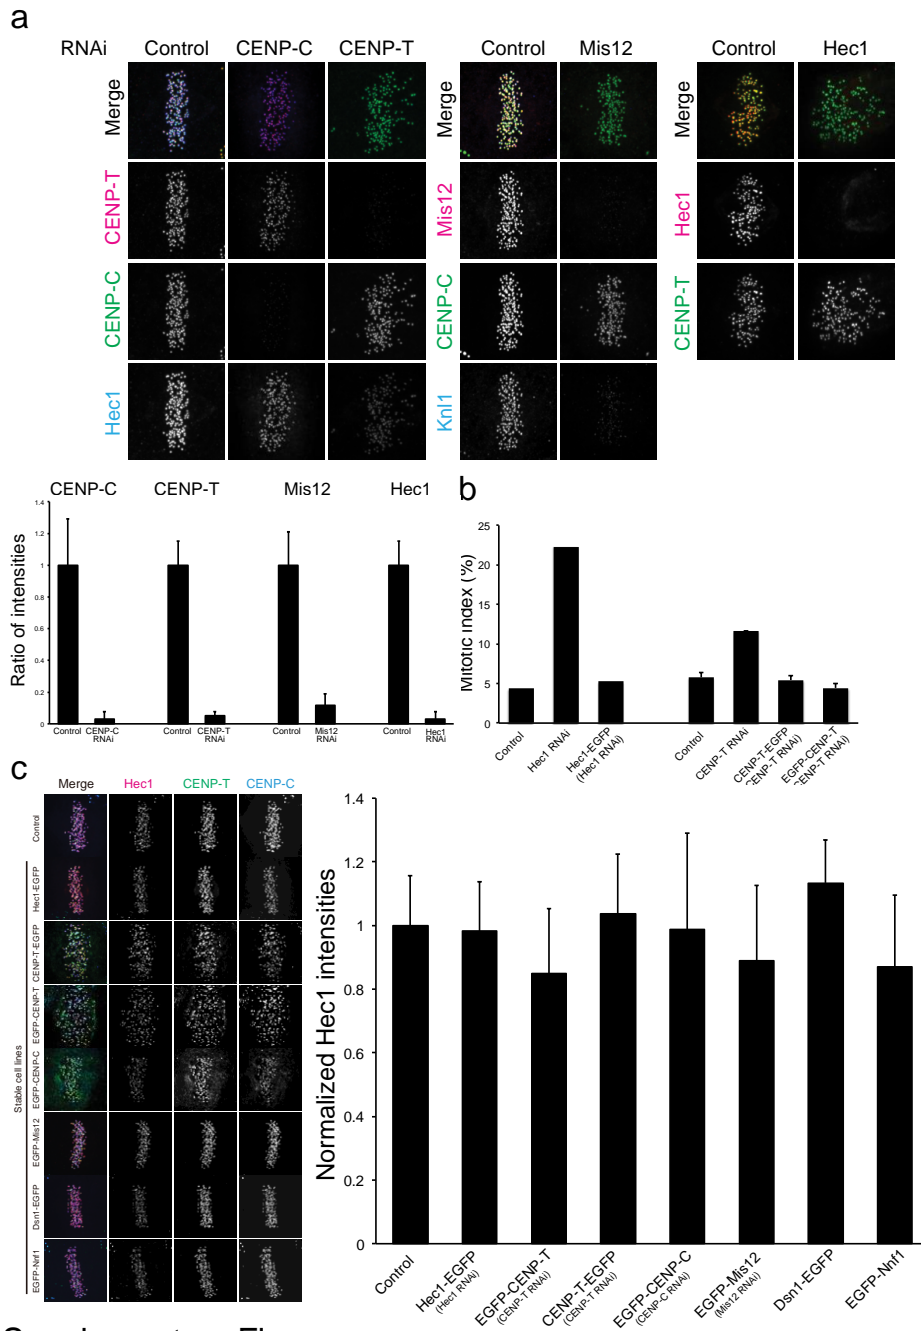 a
RNAi Control CENP-C CENP-T Control Mis12 Control Hec1
Merge Merge Merge
CENP-T Mis12 Hec1
CENP-C CENP-C CENP-T
Hec1 Knl1
CENP-C CENP-T Mis12 Hec1
Ratio of intensities
1.4
1.2
1
0.8
0.6
0.4
0.2
0
Control CENP-C RNAi Control CENP-T RNAi Control Mis12 RNAi Control Hec1 RNAi
b
Mitotic index (%)
25
20
15
10
5
0
Control
Hec1 RNAi
Hec1-EGFP
(Hec1 RNAi)
Control
CENP-T RNAi
CENP-T-EGFP
CENP-T RNAi)
EGFP-CENP-T
CENP-T RNAi)
c
Merge Hec1 CENP-T CENP-C
Control
Stable cell lines
Hec1-EGFP
CENP-T-EGFP
EGFP-CENP-T
EGFP-CENP-C
EGFP-Mis12
Dsn1-EGFP
EGFP-Nnf1
Normalized Hec1 intensities
1.4
1.2
1
0.8
0.6
0.4
0.2
0
Control
Hec1-EGFP
(Hec1 RNAi)
EGFP-CENP-T
(CENP-T RNAi)
CENP-T-EGFP
(CENP-T RNAi)
EGFP-CENP-C
(CENP-C RNAi)
EGFP-Mis12
(Mis12 RNAi)
Dsn1-EGFP
EGFP-Nnf1